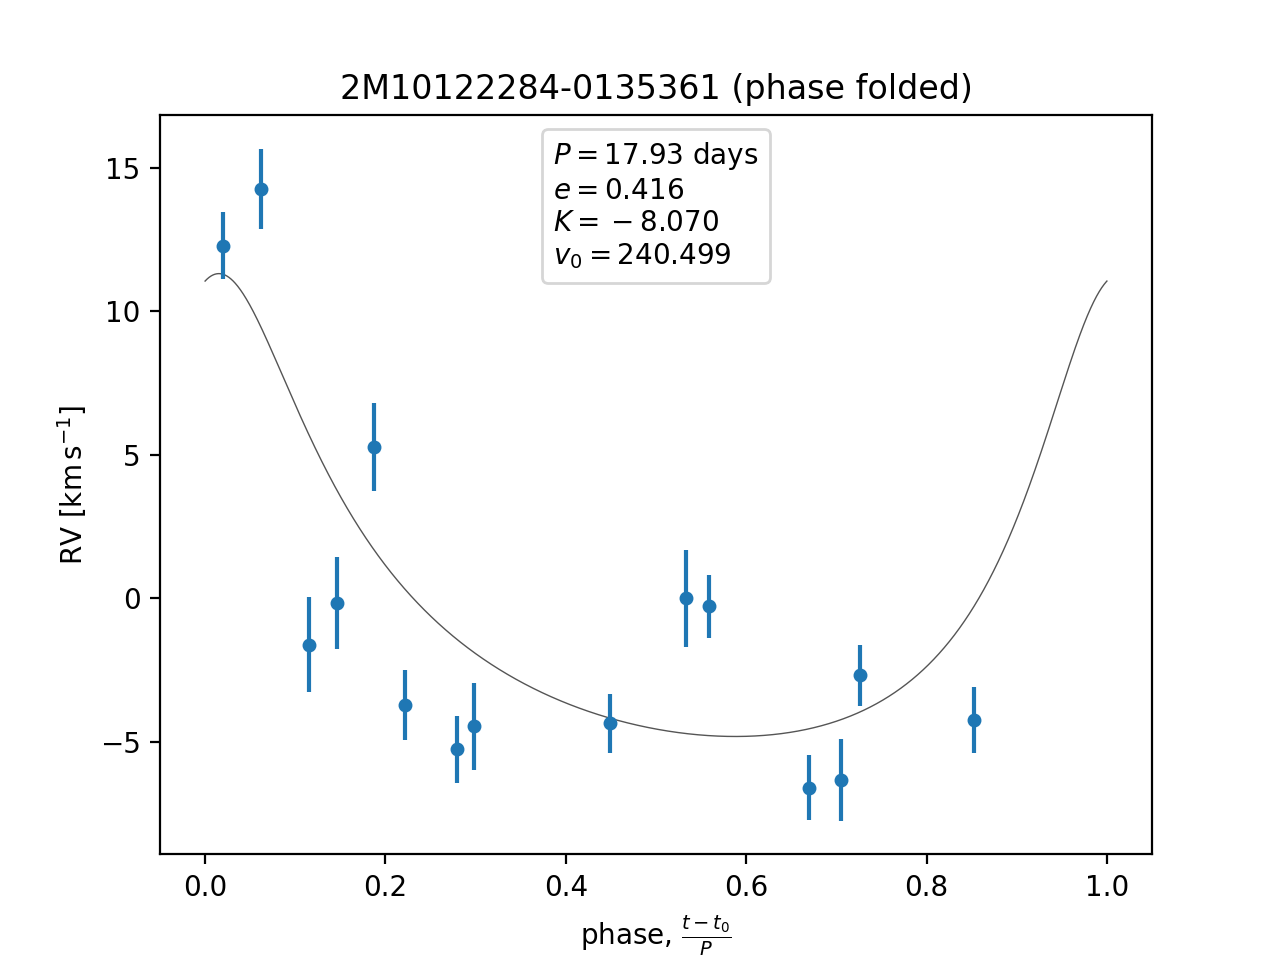 2M10122284-0135361 (phase folded)
P = 17.93 days
e = 0.416
K = −8.070
v₀ = 240.499
RV [km s⁻¹]
15
10
5
0
−5
0.0 0.2 0.4 0.6 0.8 1.0
phase, (t − t₀)/P